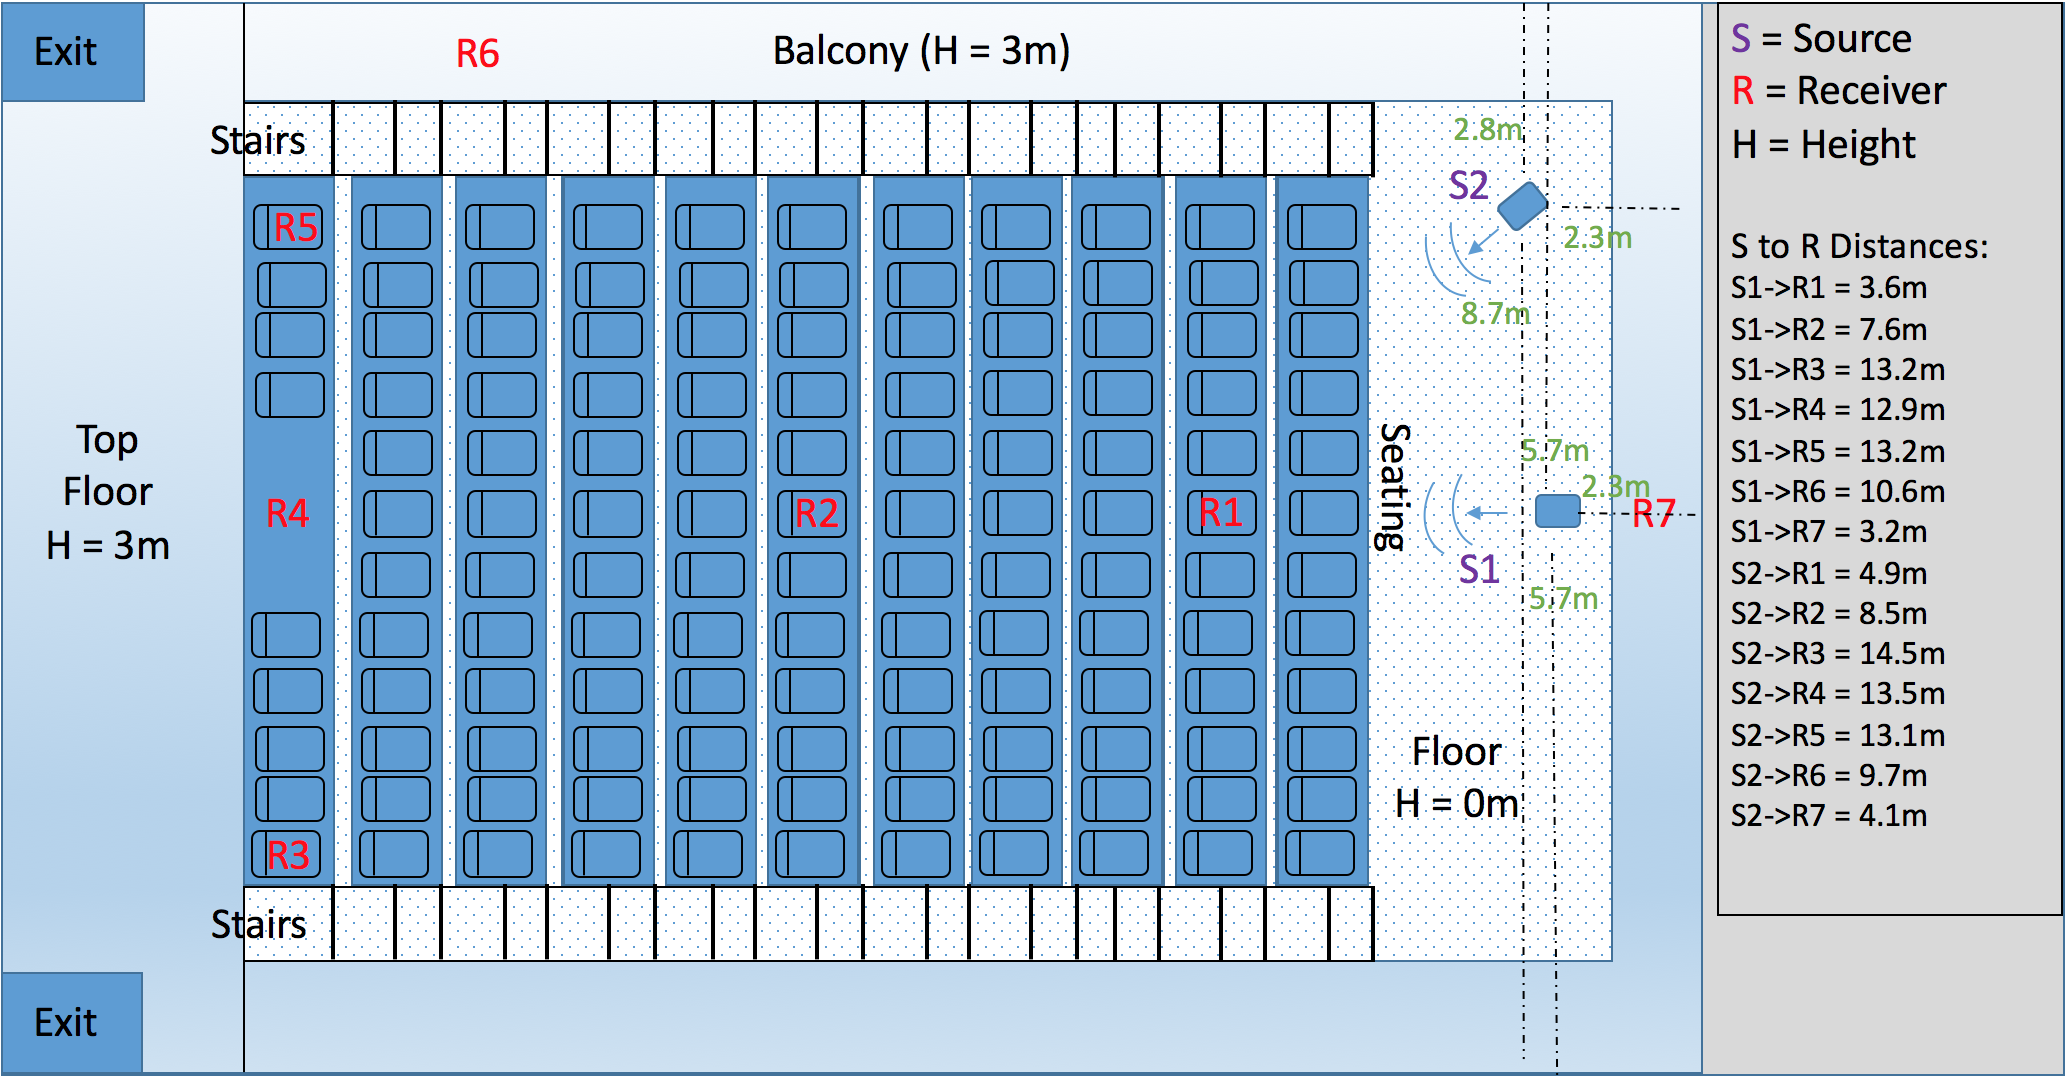 Exit
R6
Balcony (H = 3m)
Stairs
2.8m
S2
R5
2.3m
8.7m
Top
Floor
H = 3m
Seating
5.7m
2.3m
R4
R2
R1
R7
S1
5.7m
Floor
H = 0m
R3
Stairs
Exit
S = Source
R = Receiver
H = Height
S to R Distances:
S1->R1 = 3.6m
S1->R2 = 7.6m
S1->R3 = 13.2m
S1->R4 = 12.9m
S1->R5 = 13.2m
S1->R6 = 10.6m
S1->R7 = 3.2m
S2->R1 = 4.9m
S2->R2 = 8.5m
S2->R3 = 14.5m
S2->R4 = 13.5m
S2->R5 = 13.1m
S2->R6 = 9.7m
S2->R7 = 4.1m